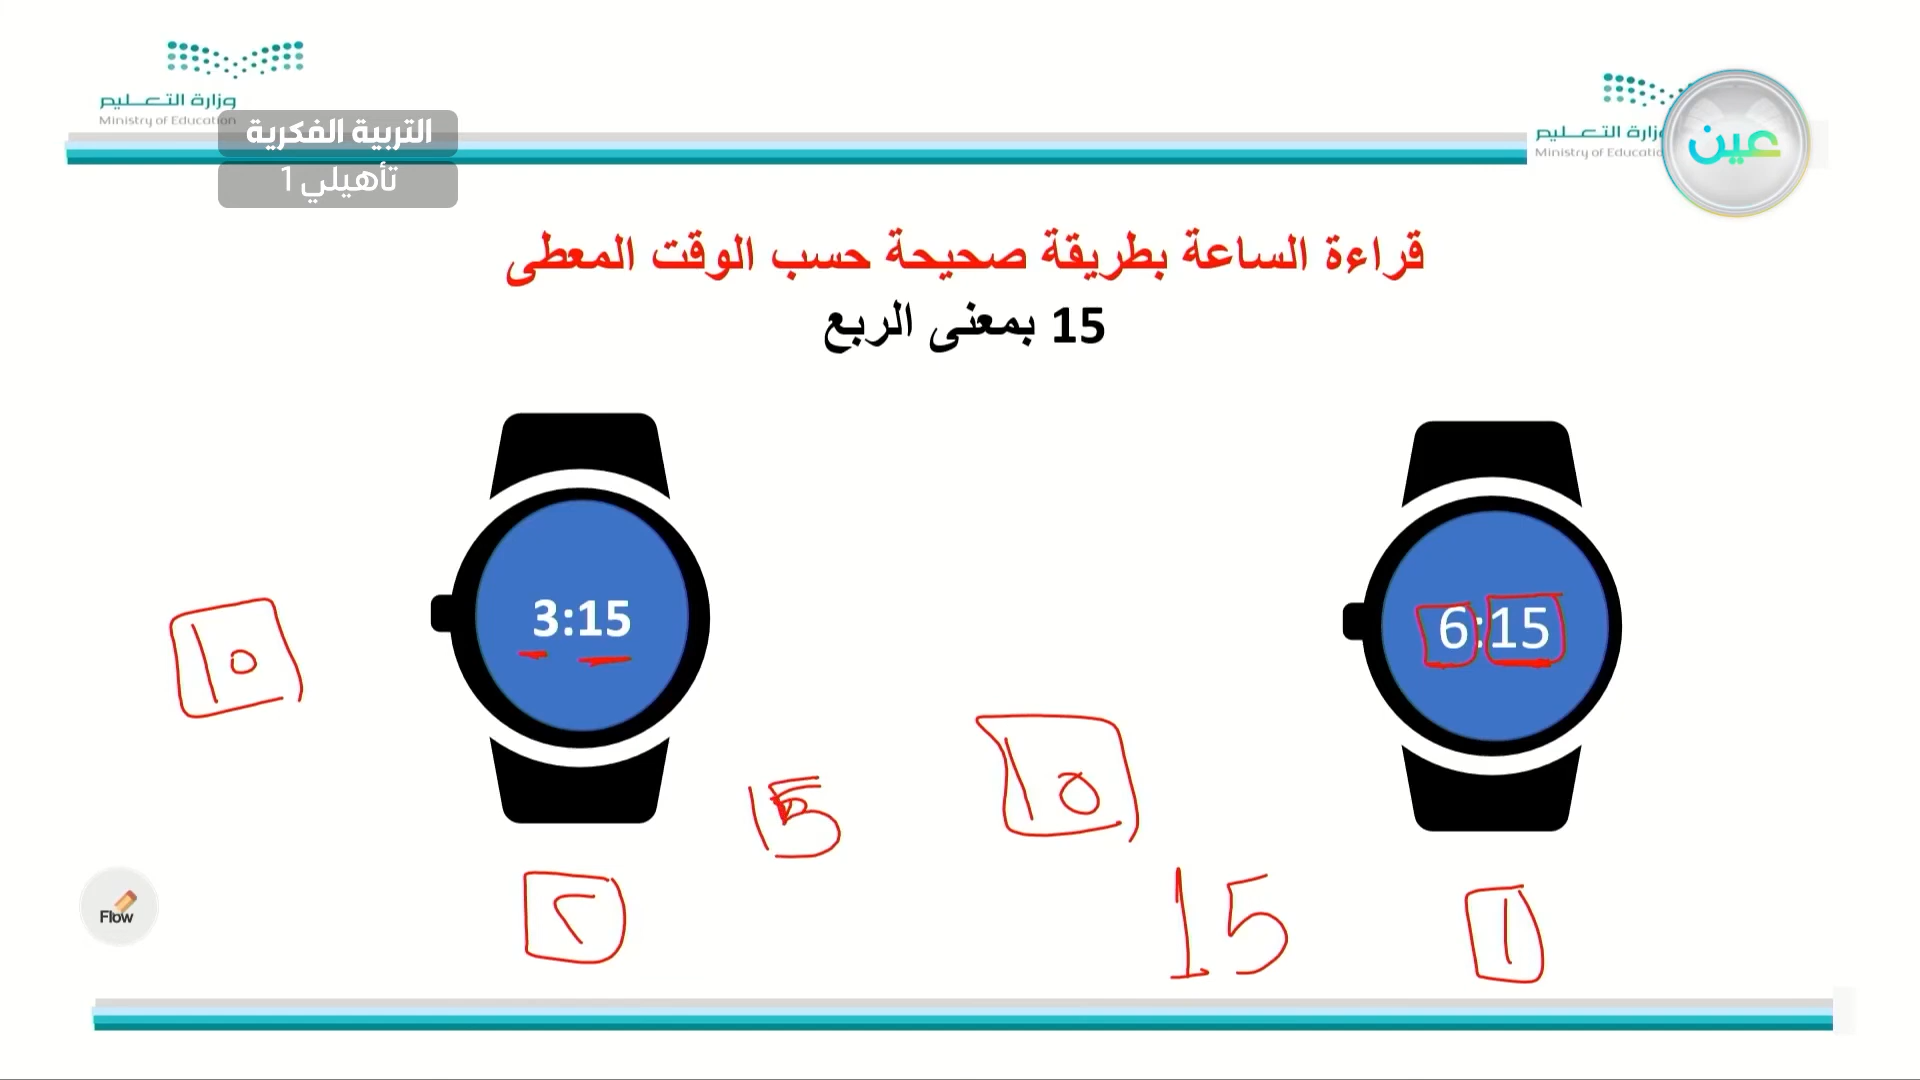 وزارة التعليم
Ministry of Education
التربية الفكرية
تأهيلي 1
وزارة التعليم
Ministry of Educatio
عين
قراءة الساعة بطريقة صحيحة حسب الوقت المعطى
15 بمعنى الربع
6:15
3:15
١٥
١٥
15
15
١
٢
Flow